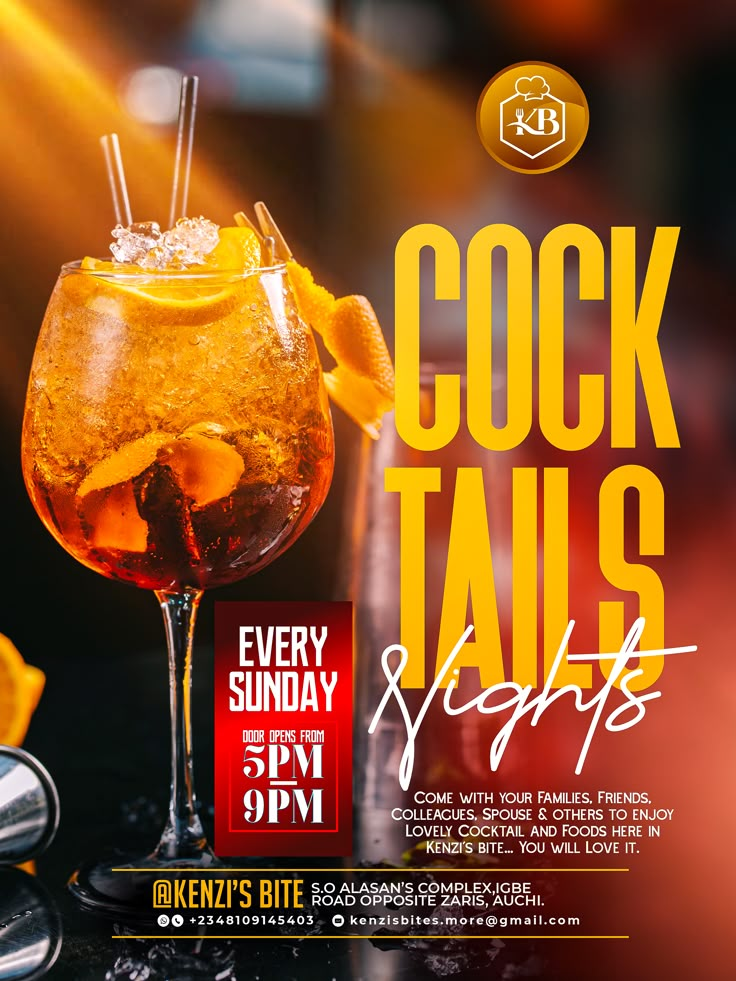 KB
COCK
TAILS
Nights
EVERY
SUNDAY
DOOR OPENS FROM
5PM
9PM
COME WITH YOUR FAMILIES, FRIENDS,
COLLEAGUES, SPOUSE & OTHERS TO ENJOY
LOVELY COCKTAIL AND FOODS HERE IN
KENZI'S BITE... YOU WILL LOVE IT.
@KENZI'S BITE
S.O ALASAN'S COMPLEX,IGBE
ROAD OPPOSITE ZARIS, AUCHI.
+2348109145403
kenzisbites.more@gmail.com